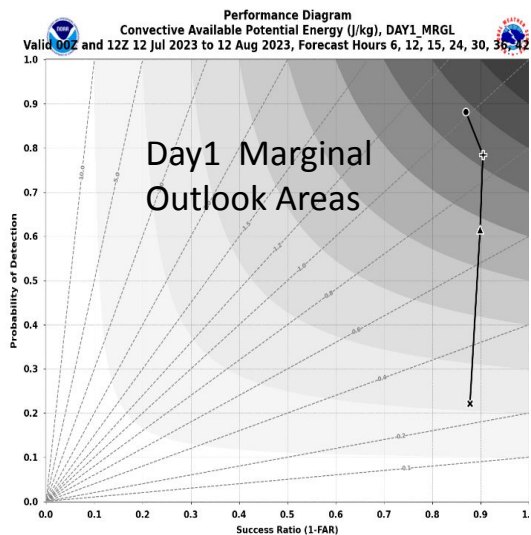 Performance Diagram
Convective Available Potential Energy (J/kg), DAY1_MRGL
Valid 00Z and 12Z 12 Jul 2023 to 12 Aug 2023, Forecast Hours 6, 12, 15, 24, 30, 36, 42
NOAA
Day1 Marginal
Outlook Areas
Probability of Detection
1.0
0.9
0.8
0.7
0.6
0.5
0.4
0.3
0.2
0.1
0.0
0.0 0.1 0.2 0.3 0.4 0.5 0.6 0.7 0.8 0.9 1.0
Success Ratio (1-FAR)